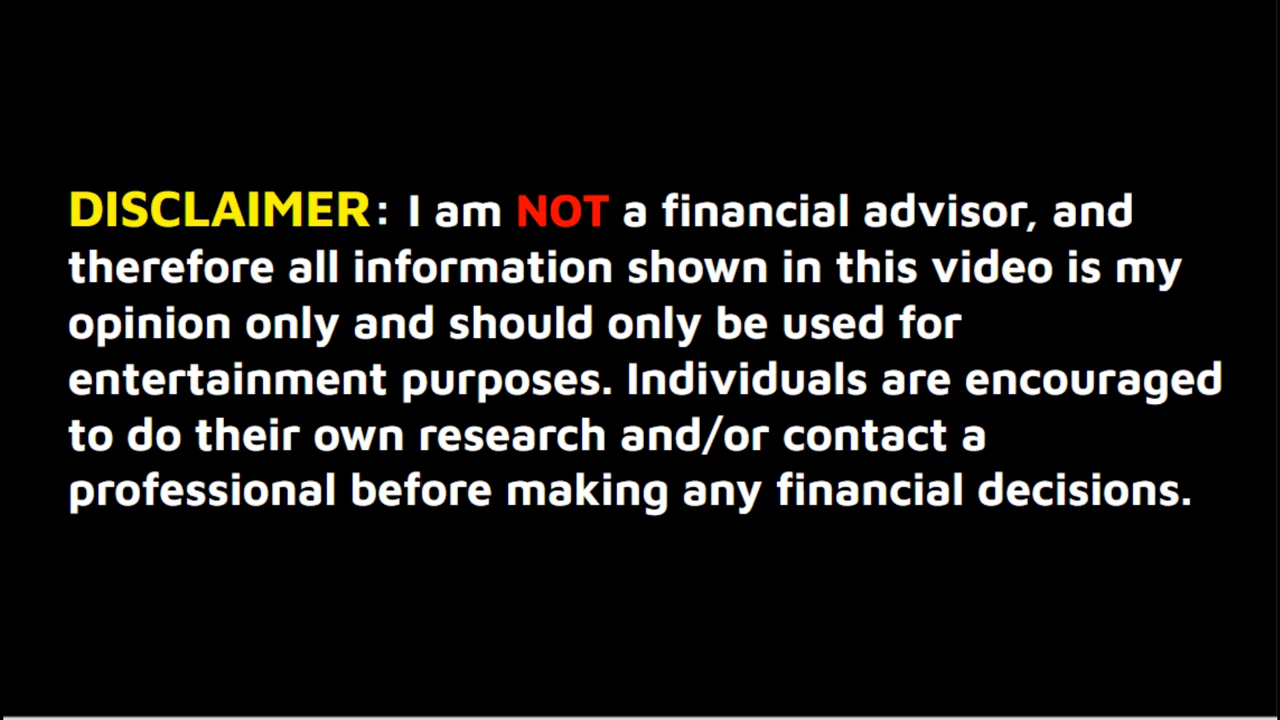 DISCLAIMER: I am NOT a financial advisor, and
therefore all information shown in this video is my
opinion only and should only be used for
entertainment purposes. Individuals are encouraged
to do their own research and/or contact a
professional before making any financial decisions.